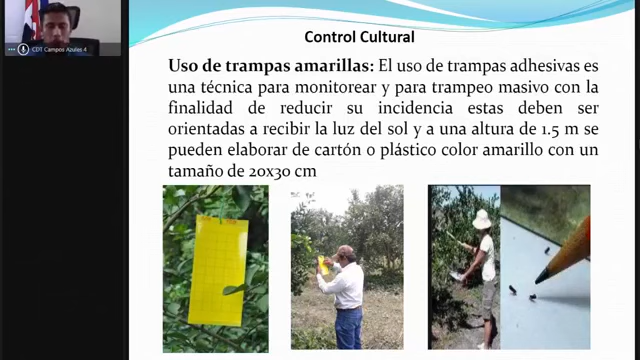 CDT Campos Azules 4
Control Cultural
Uso de trampas amarillas: El uso de trampas adhesivas es
una técnica para monitorear y para trampeo masivo con la
finalidad de reducir su incidencia estas deben ser
orientadas a recibir la luz del sol y a una altura de 1.5 m se
pueden elaborar de cartón o plástico color amarillo con un
tamaño de 20x30 cm